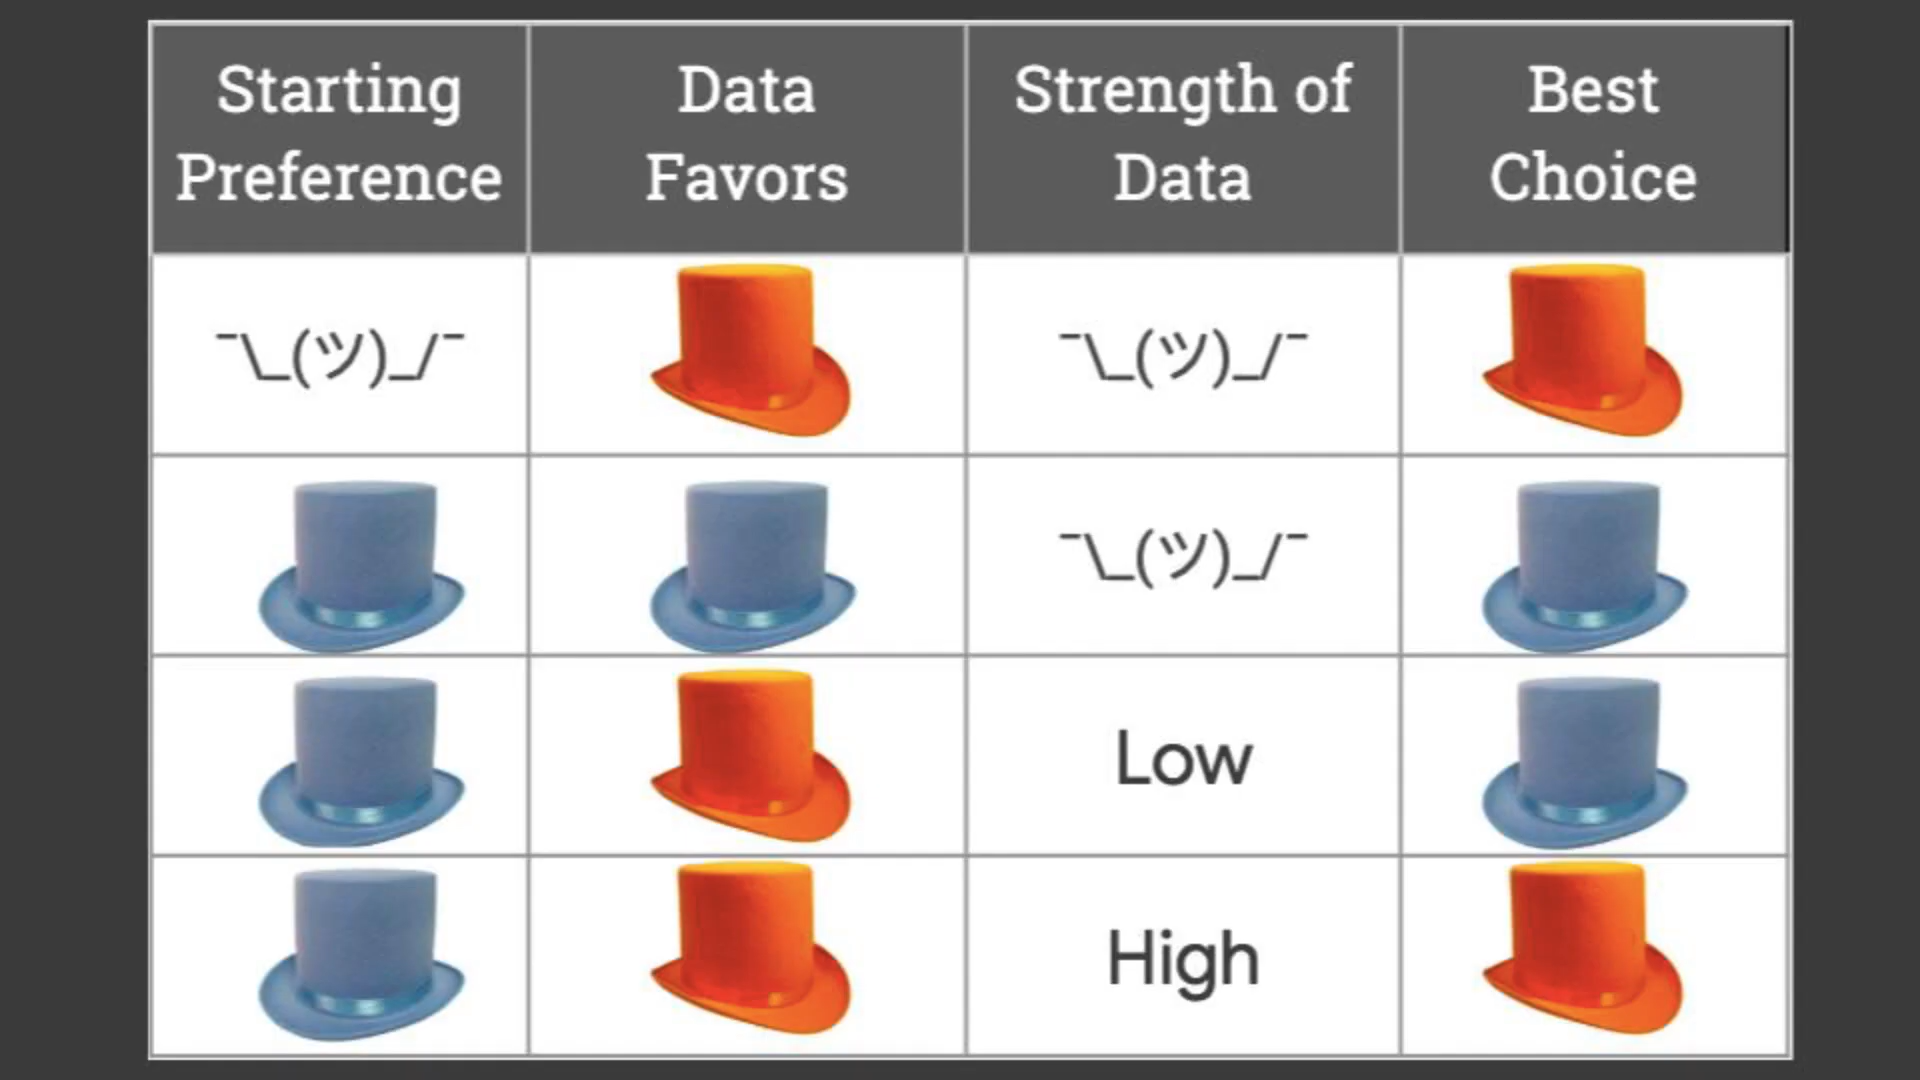 Starting
Preference
Data
Favors
Strength of
Data
Best
Choice
¯\_(ツ)_/¯
¯\_(ツ)_/¯
¯\_(ツ)_/¯
Low
High